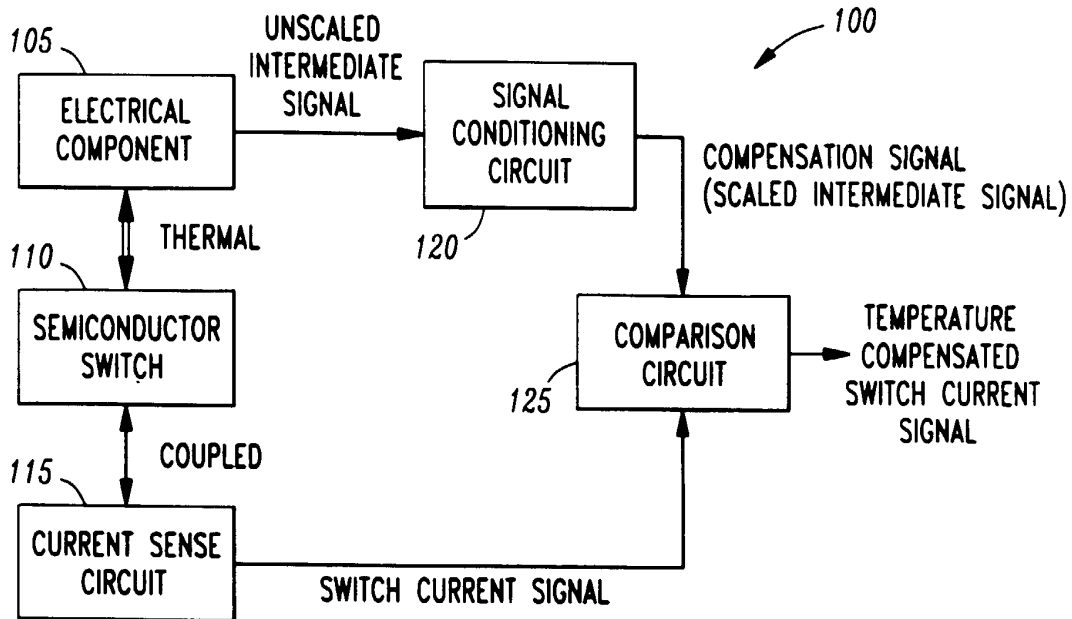 100
105
UNSCALED
INTERMEDIATE
SIGNAL
ELECTRICAL
COMPONENT
SIGNAL
CONDITIONING
CIRCUIT
120
COMPENSATION SIGNAL
(SCALED INTERMEDIATE SIGNAL)
THERMAL
110
SEMICONDUCTOR
SWITCH
COMPARISON
CIRCUIT
125
TEMPERATURE
COMPENSATED
SWITCH CURRENT
SIGNAL
COUPLED
115
CURRENT SENSE
CIRCUIT
SWITCH CURRENT SIGNAL